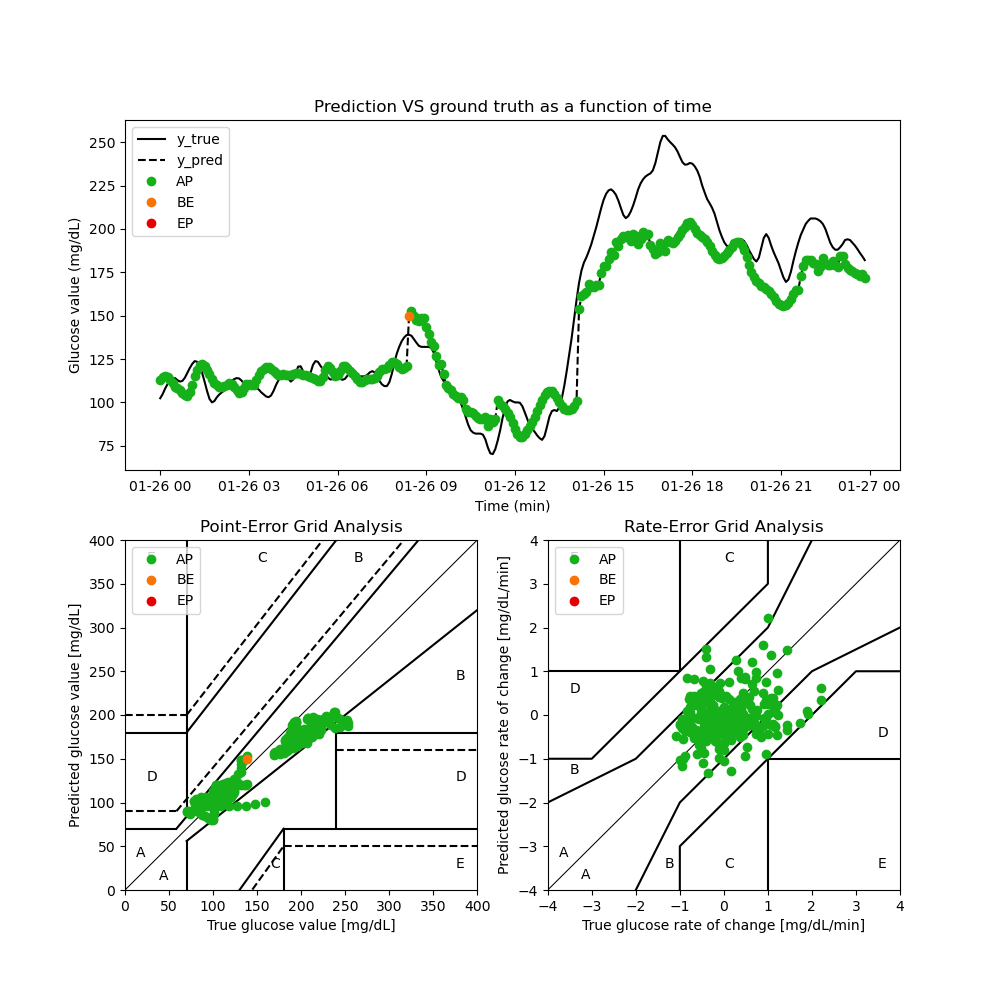 Prediction VS ground truth as a function of time
Glucose value (mg/dL)
250
225
200
175
150
125
100
75
y_true
y_pred
AP
BE
EP
01-26 00
01-26 03
01-26 06
01-26 09
01-26 12
01-26 15
01-26 18
01-26 21
01-27 00
Time (min)
Point-Error Grid Analysis
Predicted glucose value [mg/dL]
400
350
300
250
200
150
100
50
0
AP
BE
EP
C
B
B
D
D
A
A
C
E
0
50
100
150
200
250
300
350
400
True glucose value [mg/dL]
Rate-Error Grid Analysis
Predicted glucose rate of change [mg/dL/min]
4
3
2
1
0
−1
−2
−3
−4
AP
BE
EP
C
D
D
B
A
A
B
C
E
−4
−3
−2
−1
0
1
2
3
4
True glucose rate of change [mg/dL/min]